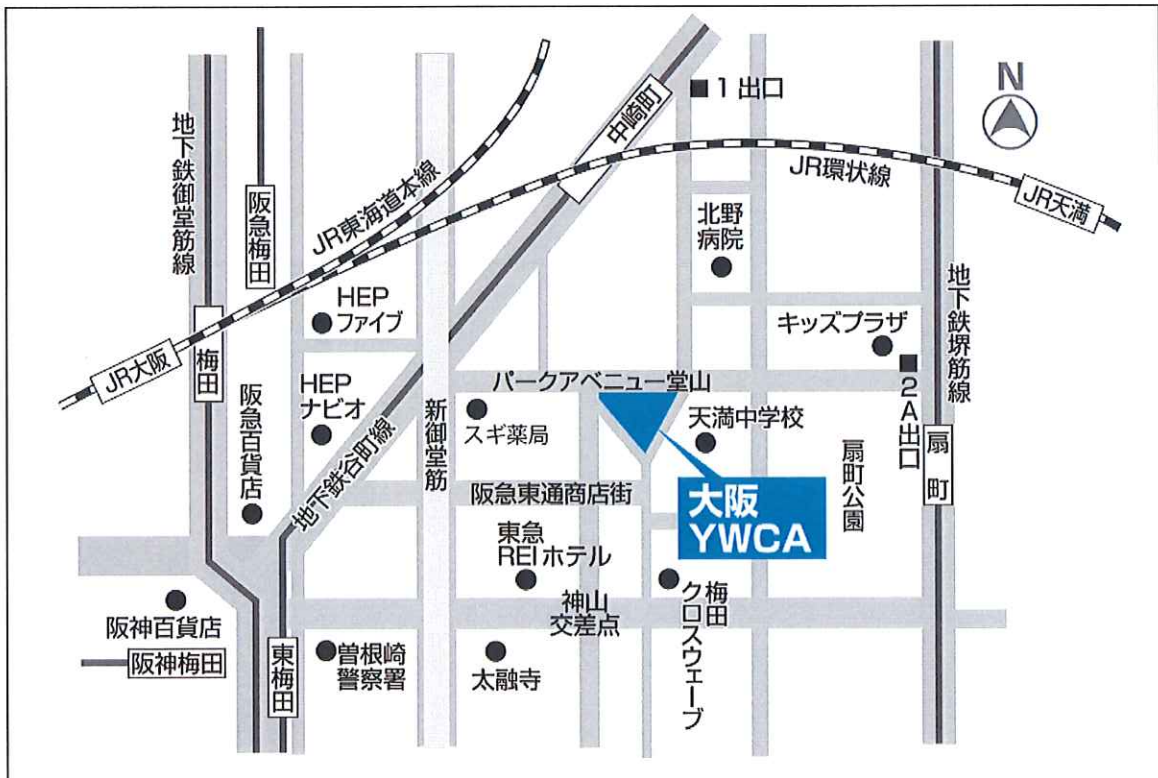 N
■1出口
中崎町
地下鉄御堂筋線
阪急梅田
JR東海道本線
JR環状線
JR天満
北野
病院
HEP
ファイブ
キッズプラザ
地下鉄堺筋線
JR大阪
梅田
■2A出口
HEP
ナビオ
パークアベニュー堂山
阪急百貨店
地下鉄谷町線
新御堂筋
スギ薬局
天満中学校
扇町公園
扇町
阪急東通商店街
大阪
YWCA
東急
REIホテル
神山
交差点
梅田
クロスウェーブ
阪神百貨店
阪神梅田
東梅田
曽根崎
警察署
太融寺